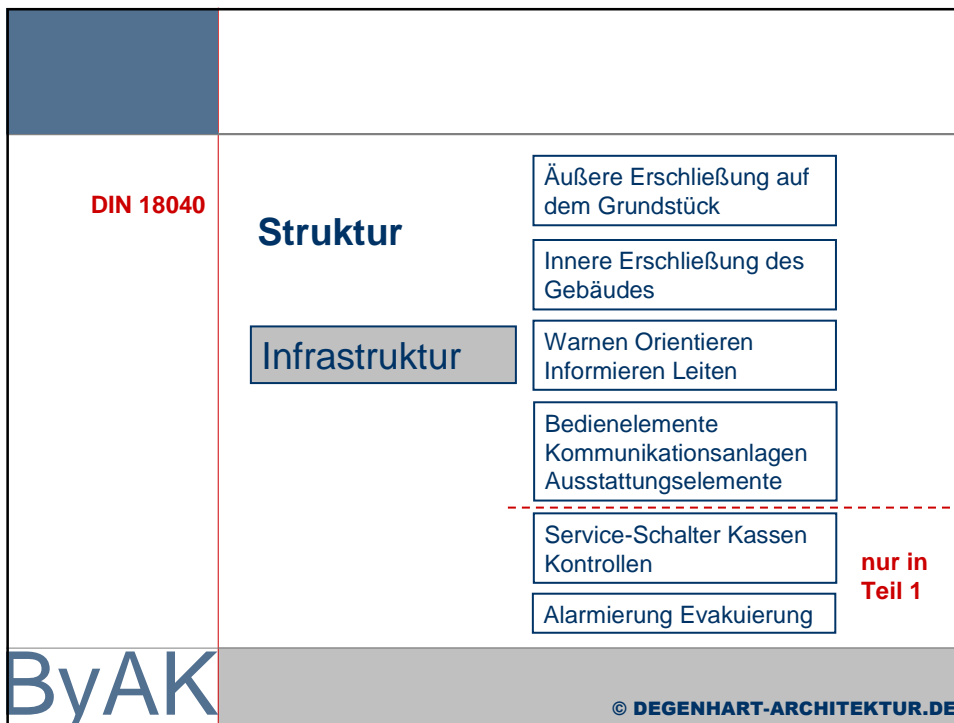 DIN 18040
Struktur
Infrastruktur
Äußere Erschließung auf
dem Grundstück
Innere Erschließung des
Gebäudes
Warnen Orientieren
Informieren Leiten
Bedienelemente
Kommunikationsanlagen
Ausstattungselemente
Service-Schalter Kassen
Kontrollen
Alarmierung Evakuierung
nur in
Teil 1
ByAK
© DEGENHART-ARCHITEKTUR.DE